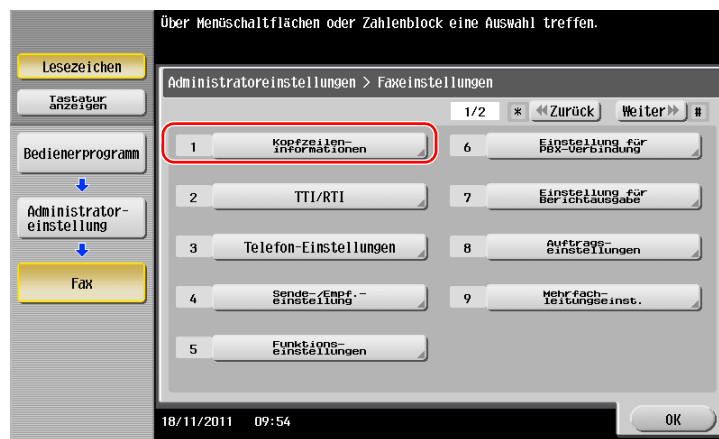 Über Menüschaltflächen oder Zahlenblock eine Auswahl treffen.
Lesezeichen
Tastatur
anzeigen
Bedienerprogramm
Administrator-
einstellung
Fax
Administratoreinstellungen > Faxeinstellungen
1/2 * Zurück Weiter #
1 Kopfzeilen-
informationen
2 TTI/RTI
3 Telefon-Einstellungen
4 Sende-/Empf.-
einstellung
5 Funktions-
einstellungen
6 Einstellung für
PBX-Verbindung
7 Einstellung für
Berichtausgabe
8 Auftrags-
einstellungen
9 Mehrfach-
leitungseinst.
18/11/2011 09:54
OK